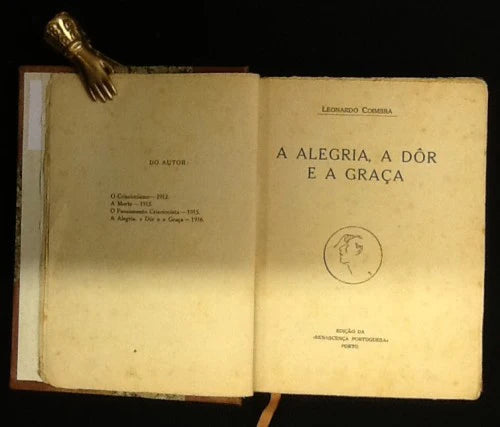 DO AUTOR
O Criacionismo—1912.
A Morte—1913.
O Pensamento Criacionista—1915.
A Alegria, a Dôr e a Graça—1916.
LEONARDO COIMBRA
A ALEGRIA, A DÔR
E A GRAÇA
EDIÇÃO DA
«RENASCENÇA PORTUGUESA»
PORTO